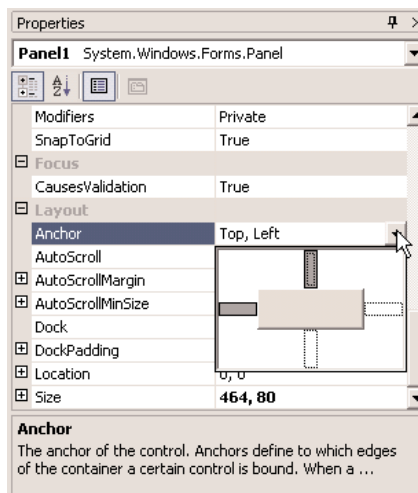 Properties
Panel1 System.Windows.Forms.Panel
Modifiers Private
SnapToGrid True
Focus
CausesValidation True
Layout
Anchor Top, Left
AutoScroll
AutoScrollMargin
AutoScrollMinSize
Dock
DockPadding
Location 0, 0
Size 464, 80
Anchor
The anchor of the control. Anchors define to which edges
of the container a certain control is bound. When a ...